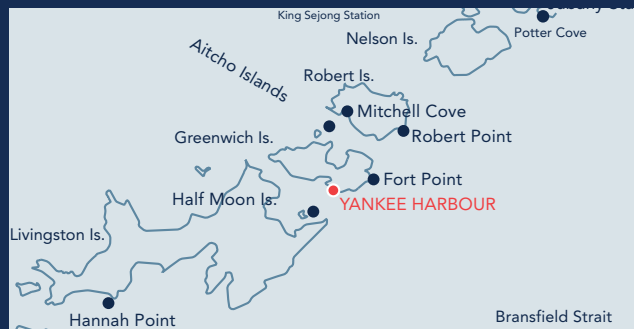 King Sejong Station
Nelson Is.
Potter Cove
Aitcho Islands
Robert Is.
Mitchell Cove
Robert Point
Greenwich Is.
Fort Point
Half Moon Is.
YANKEE HARBOUR
Livingston Is.
Hannah Point
Bransfield Strait